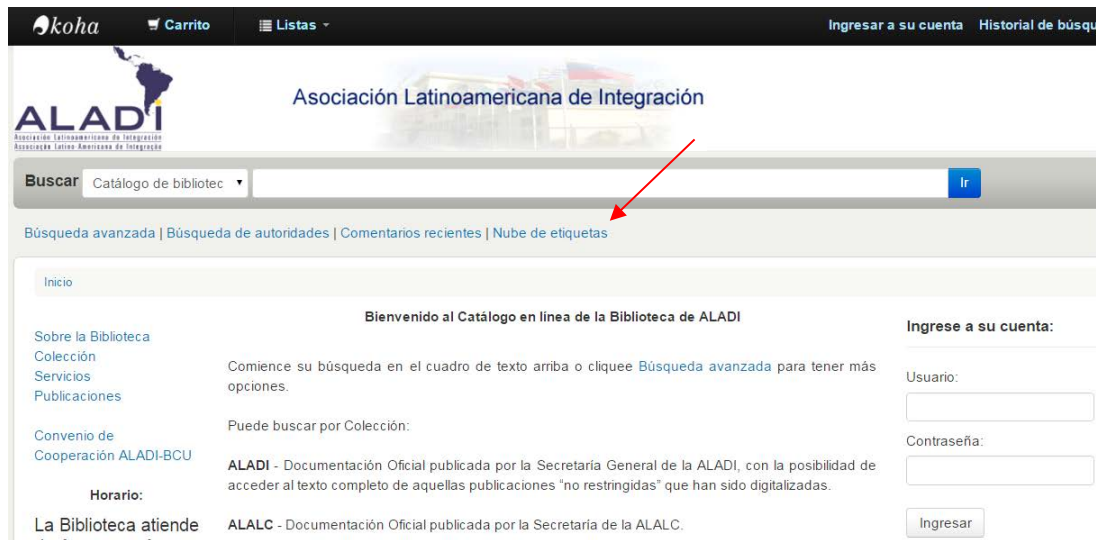 koha Carrito Listas Ingresar a su cuenta Historial de búsqu
ALADI
Asociación Latinoamericana de Integración
Associação Latino-Americana de Integração
Asociación Latinoamericana de Integración
Buscar Catálogo de bibliotec Ir
Búsqueda avanzada | Búsqueda de autoridades | Comentarios recientes | Nube de etiquetas
Inicio
Sobre la Biblioteca
Colección
Servicios
Publicaciones
Convenio de
Cooperación ALADI-BCU
Horario:
La Biblioteca atiende
Bienvenido al Catálogo en línea de la Biblioteca de ALADI
Comience su búsqueda en el cuadro de texto arriba o cliquee Búsqueda avanzada para tener más
opciones.
Puede buscar por Colección:
ALADI - Documentación Oficial publicada por la Secretaría General de la ALADI, con la posibilidad de
acceder al texto completo de aquellas publicaciones “no restringidas” que han sido digitalizadas.
ALALC - Documentación Oficial publicada por la Secretaría de la ALALC.
Ingrese a su cuenta:
Usuario:
Contraseña:
Ingresar